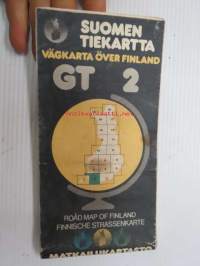 SUOMEN
TIEKARTTA
VÄGKARTA ÖVER FINLAND
GT 2
ROAD MAP OF FINLAND
FINNISCHE STRASSENKARTE
MATKAILUKARTASTO